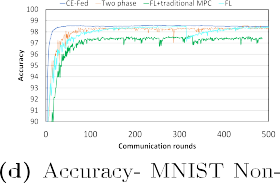 CE-Fed Two phase FL+traditional MPC FL
100
99
98
97
96
95
94
93
92
91
90
Accuracy
0 100 200 300 400 500
Communication rounds
(d) Accuracy- MNIST Non-